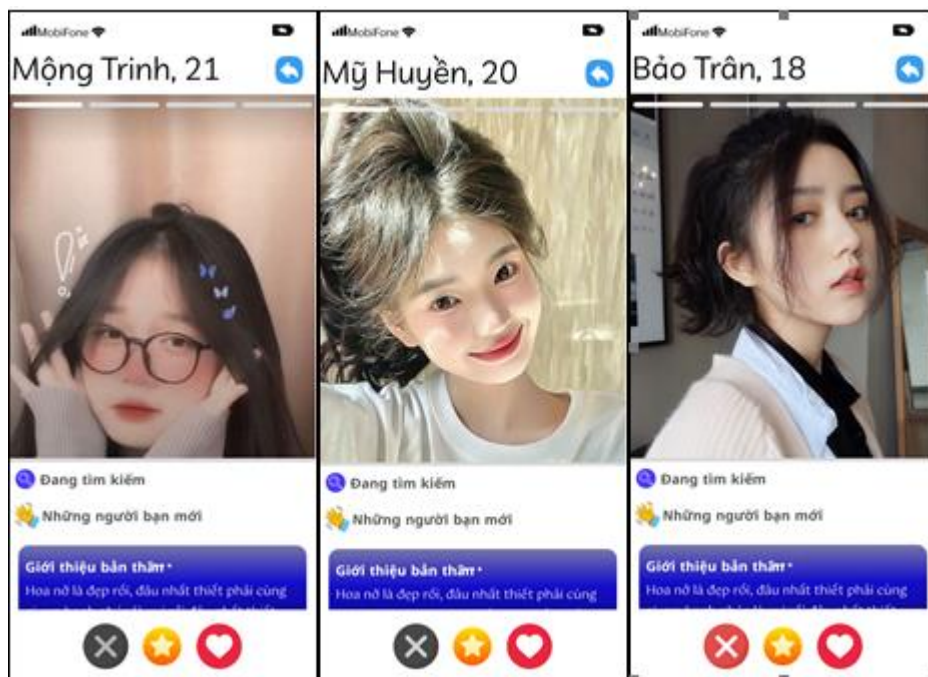 MobiFone
Mộng Trinh, 21
Đang tìm kiếm
Những người bạn mới
Giới thiệu bản thân
Hoa nở là đẹp rồi, đâu nhất thiết phải cùng
MobiFone
Mỹ Huyền, 20
Đang tìm kiếm
Những người bạn mới
Giới thiệu bản thân
Hoa nở là đẹp rồi, đâu nhất thiết phải cùng
MobiFone
Bảo Trân, 18
Đang tìm kiếm
Những người bạn mới
Giới thiệu bản thân
Hoa nở là đẹp rồi, đâu nhất thiết phải cùng